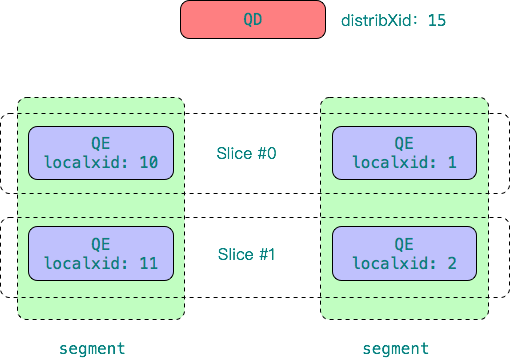 QD
distribXid: 15
QE
localxid: 10
Slice #0
QE
localxid: 1
QE
localxid: 11
Slice #1
QE
localxid: 2
segment
segment